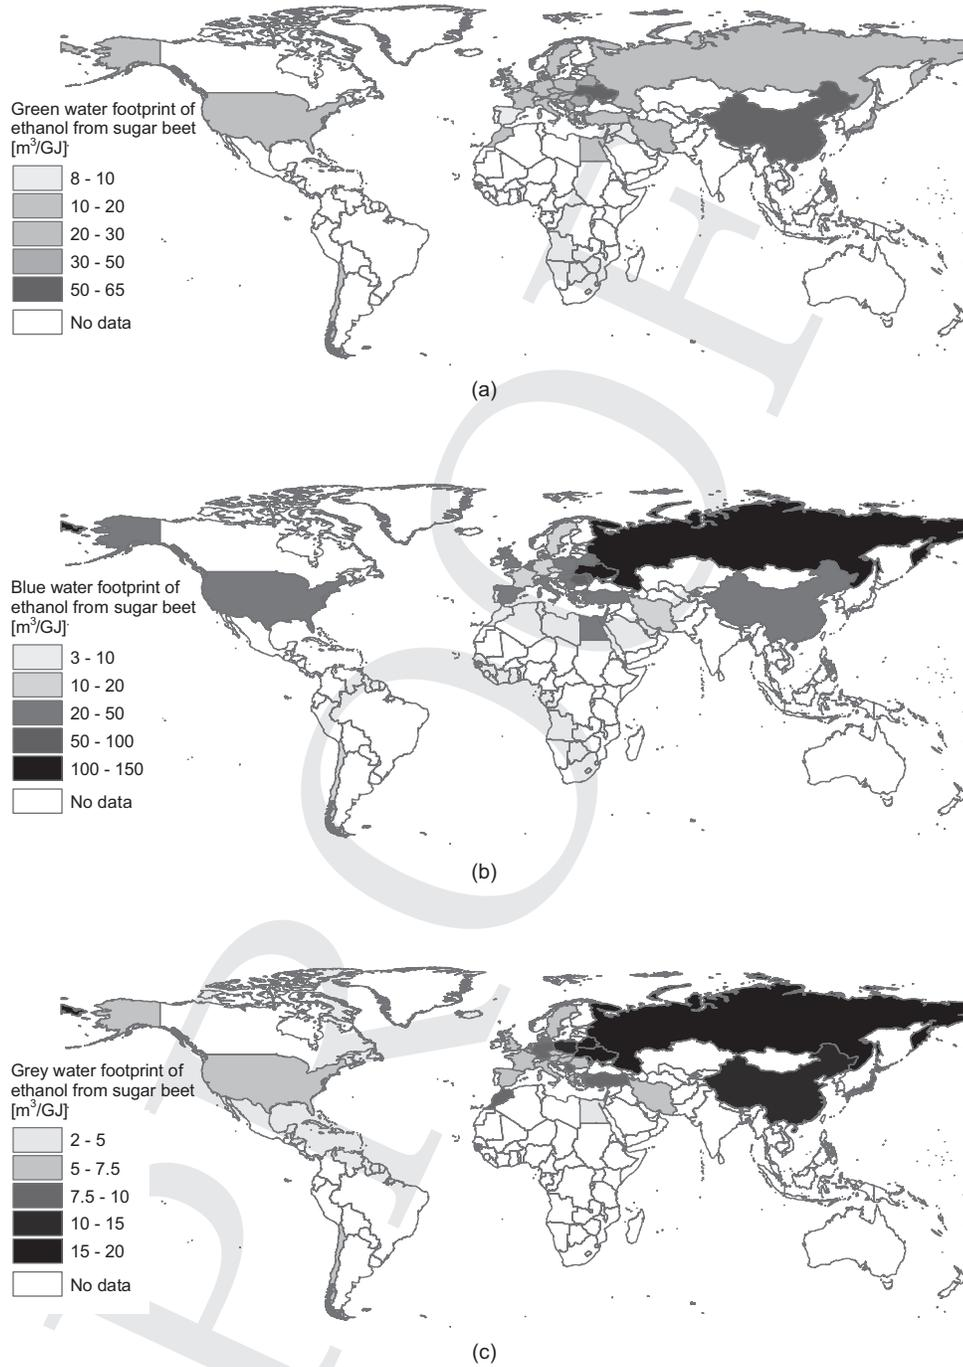 Green water footprint of
ethanol from sugar beet
[m³/GJ]
8 - 10
10 - 20
20 - 30
30 - 50
50 - 65
No data
(a)
Blue water footprint of
ethanol from sugar beet
[m³/GJ]
3 - 10
10 - 20
20 - 50
50 - 100
100 - 150
No data
(b)
Grey water footprint of
ethanol from sugar beet
[m³/GJ]
2 - 5
5 - 7.5
7.5 - 10
10 - 15
15 - 20
No data
(c)
PROOF